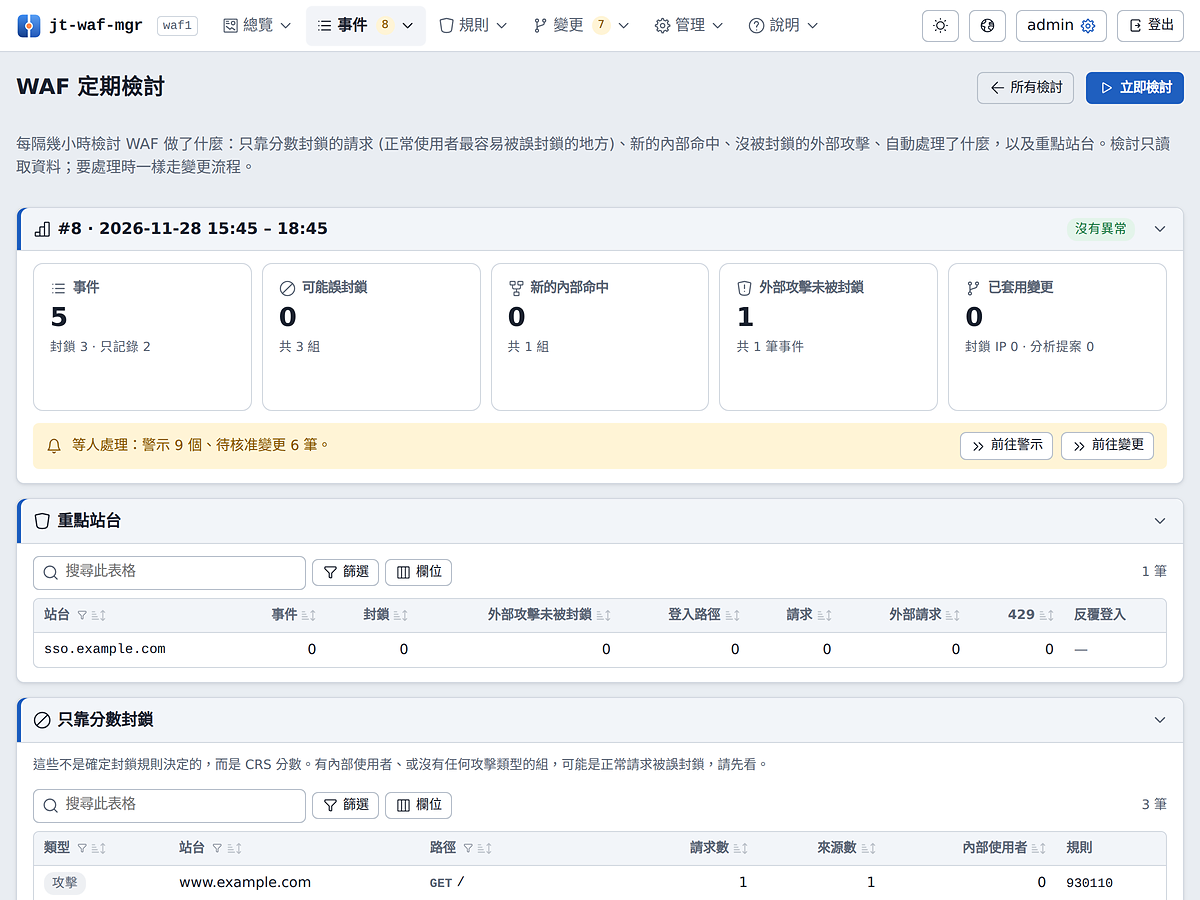 jt-waf-mgr waf1 總覽 事件 8 規則 變更 7 管理 說明 admin 登出
WAF 定期檢討
所有檢討 立即檢討
每隔幾小時檢討 WAF 做了什麼：只靠分數封鎖的請求 (正常使用者最容易被誤封鎖的地方)、新的內部命中、沒被封鎖的外部攻擊、自動處理了什麼，以及重點站台。檢討只讀
取資料；要處理時一樣走變更流程。
#8 · 2026-11-28 15:45 – 18:45 沒有異常
事件 可能誤封鎖 新的內部命中 外部攻擊未被封鎖 已套用變更
5 0 0 1 0
封鎖 3 · 只記錄 2 共 3 組 共 1 組 共 1 筆事件 封鎖 IP 0 · 分析提案 0
等人處理：警示 9 個、待核准變更 6 筆。 前往警示 前往變更
重點站台
搜尋此表格 篩選 欄位 1 筆
站台 事件 封鎖 外部攻擊未被封鎖 登入路徑 請求 外部請求 429 反覆登入
sso.example.com 0 0 0 0 0 0 0 —
只靠分數封鎖
這些不是確定封鎖規則決定的，而是 CRS 分數。有內部使用者、或沒有任何攻擊類型的組，可能是正常請求被誤封鎖，請先看。
搜尋此表格 篩選 欄位 3 筆
類型 站台 路徑 請求數 來源數 內部使用者 規則
攻擊 www.example.com GET / 1 1 0 930110